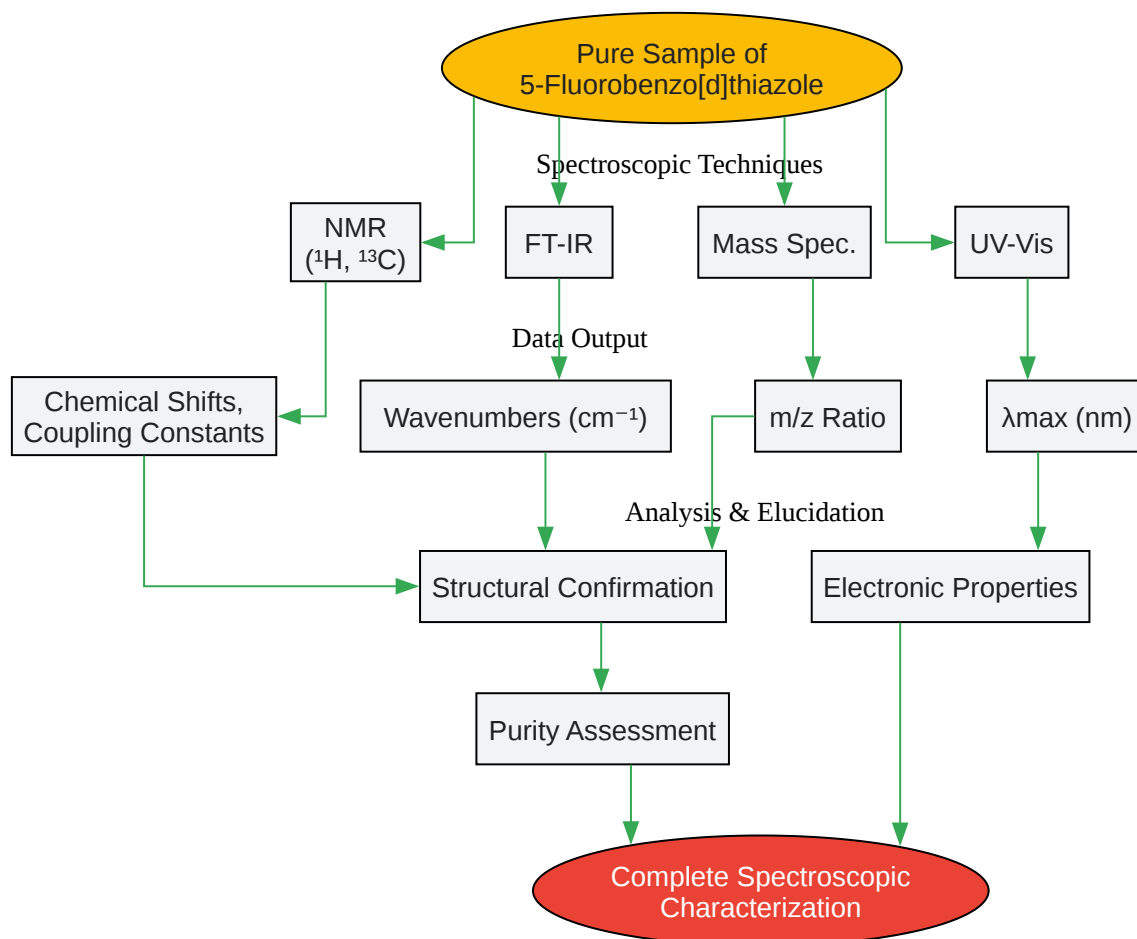 Pure Sample of
5-Fluorobenzo[d]thiazole
Spectroscopic Techniques
NMR
(¹H, ¹³C)
FT-IR
Mass Spec.
UV-Vis
Data Output
Chemical Shifts,
Coupling Constants
Wavenumbers (cm⁻¹)
m/z Ratio
λmax (nm)
Analysis & Elucidation
Structural Confirmation
Electronic Properties
Purity Assessment
Complete Spectroscopic
Characterization